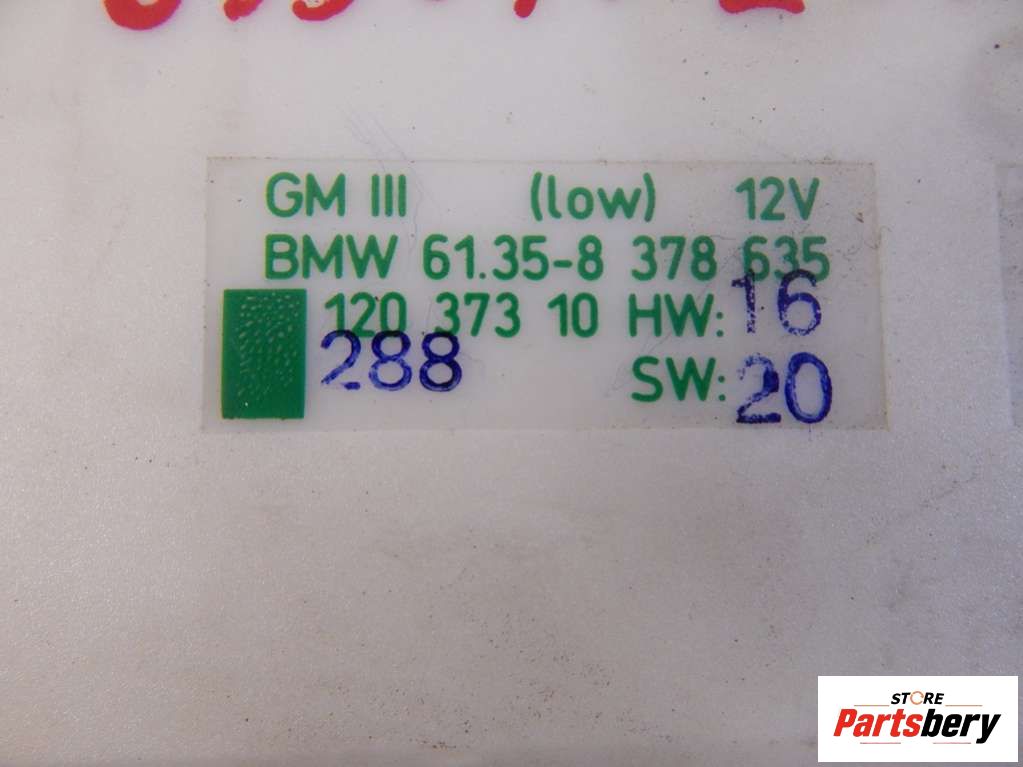 GM III (low) 12V
BMW 61.35-8 378 635
120 373 10 HW: 16
288 SW: 20
STORE
Partsbery